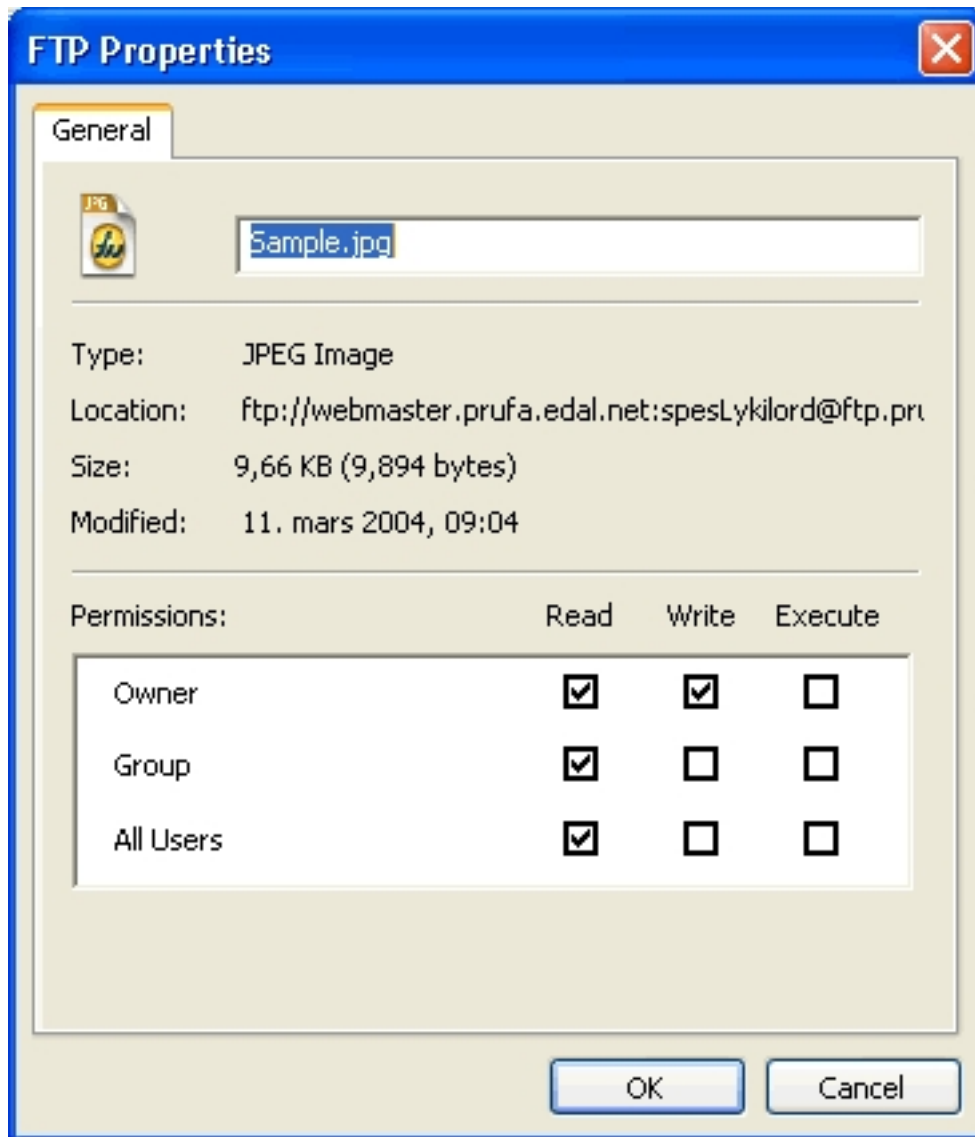 FTP Properties
General
JPG
Sample.jpg
Type: JPEG Image
Location: ftp://webmaster.prufa.edal.net:spesLykilord@ftp.pru
Size: 9,66 KB (9,894 bytes)
Modified: 11. mars 2004, 09:04
Permissions: Read Write Execute
Owner
Group
All Users
OK Cancel